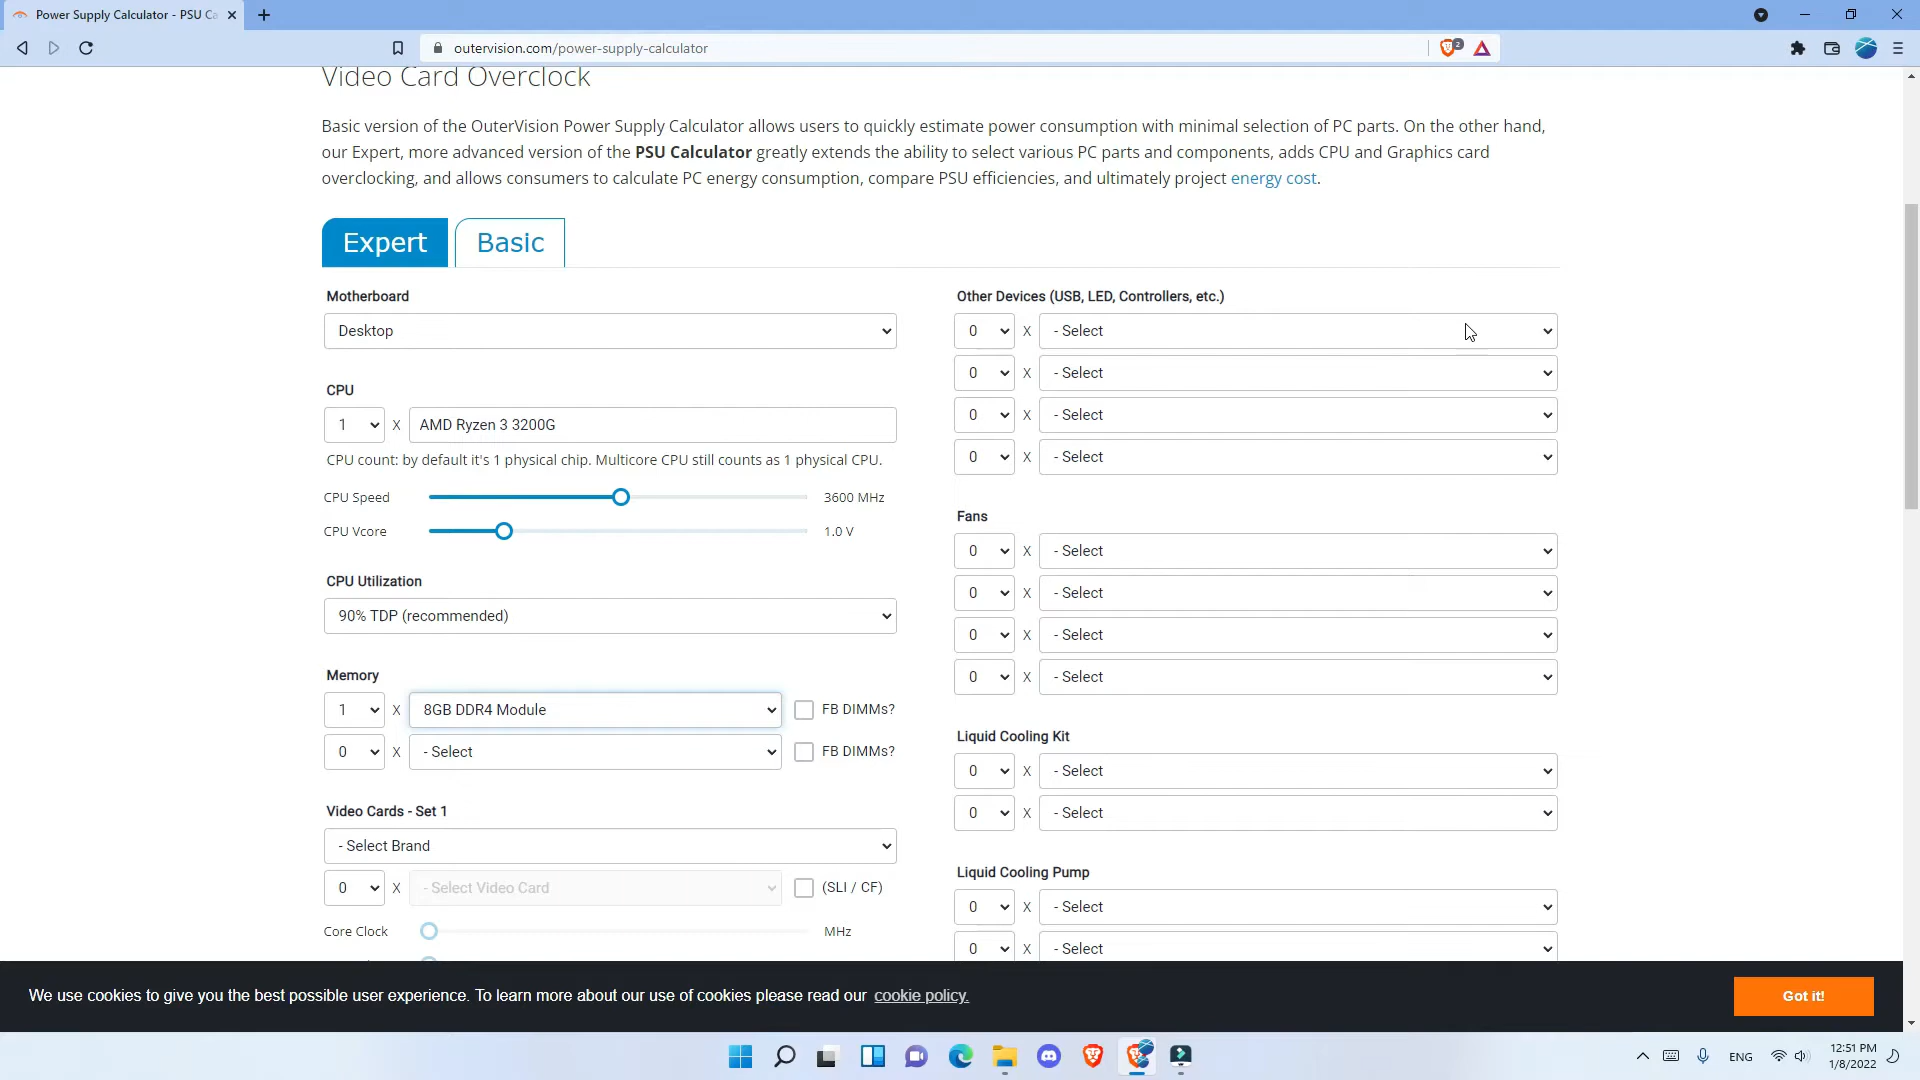 Power Supply Calculator - PSU Ca
outervision.com/power-supply-calculator
2
Video Card Overclock
Basic version of the OuterVision Power Supply Calculator allows users to quickly estimate power consumption with minimal selection of PC parts. On the other hand,
our Expert, more advanced version of the PSU Calculator greatly extends the ability to select various PC parts and components, adds CPU and Graphics card
overclocking, and allows consumers to calculate PC energy consumption, compare PSU efficiencies, and ultimately project energy cost.
Expert
Basic
Motherboard
Desktop
CPU
1 X AMD Ryzen 3 3200G
CPU count: by default it's 1 physical chip. Multicore CPU still counts as 1 physical CPU.
CPU Speed 3600 MHz
CPU Vcore 1.0 V
CPU Utilization
90% TDP (recommended)
Memory
1 X 8GB DDR4 Module FB DIMMs?
0 X - Select FB DIMMs?
Video Cards - Set 1
- Select Brand
0 X - Select Video Card (SLI / CF)
Core Clock MHz
Other Devices (USB, LED, Controllers, etc.)
0 X - Select
0 X - Select
0 X - Select
0 X - Select
Fans
0 X - Select
0 X - Select
0 X - Select
0 X - Select
Liquid Cooling Kit
0 X - Select
0 X - Select
Liquid Cooling Pump
0 X - Select
0 X - Select
We use cookies to give you the best possible user experience. To learn more about our use of cookies please read our cookie policy.
Got it!
ENG
12:51 PM
1/8/2022